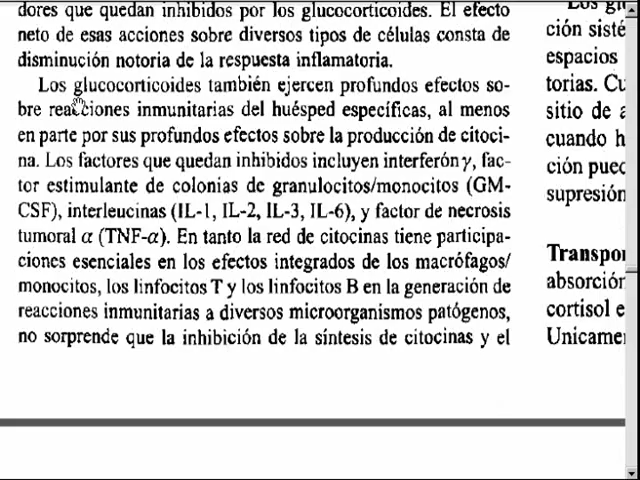 dores que quedan inhibidos por los glucocorticoides. El efecto
neto de esas acciones sobre diversos tipos de células consta de
disminución notoria de la respuesta inflamatoria.
Los glucocorticoides también ejercen profundos efectos so-
bre reacciones inmunitarias del huésped específicas, al menos
en parte por sus profundos efectos sobre la producción de citoci-
na. Los factores que quedan inhibidos incluyen interferón γ, fac-
tor estimulante de colonias de granulocitos/monocitos (GM-
CSF), interleucinas (IL-1, IL-2, IL-3, IL-6), y factor de necrosis
tumoral α (TNF-α). En tanto la red de citocinas tiene participa-
ciones esenciales en los efectos integrados de los macrófagos/
monocitos, los linfocitos T y los linfocitos B en la generación de
reacciones inmunitarias a diversos microorganismos patógenos,
no sorprende que la inhibición de la síntesis de citocinas y el
Los
ción sisté
espacios
torias. Cu
sitio de a
cuando h
ción pued
supresión
Transpo
absorción
cortisol e
Unicame